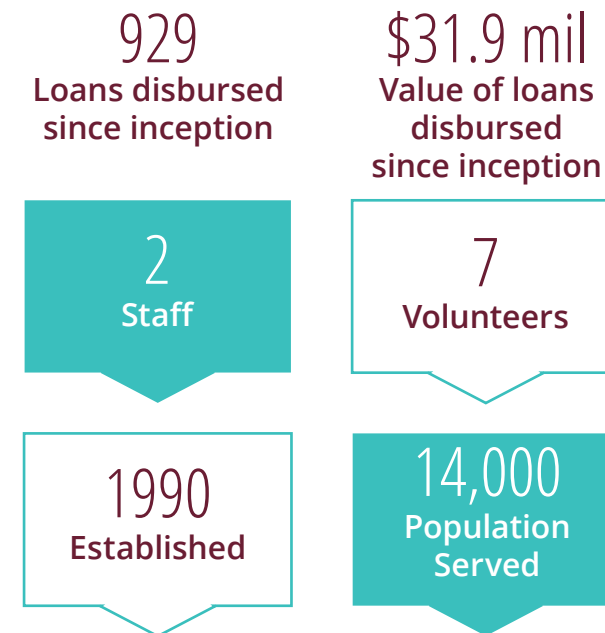 929
Loans disbursed
since inception
$31.9 mil
Value of loans
disbursed
since inception
2
Staff
7
Volunteers
1990
Established
14,000
Population
Served